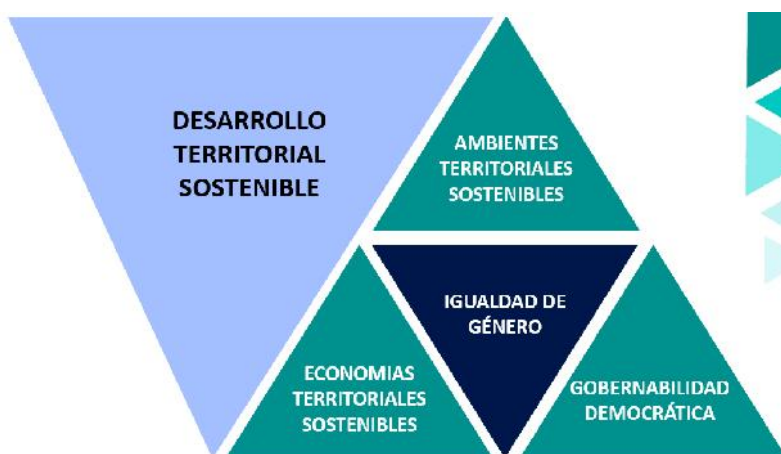 DESARROLLO
TERRITORIAL
SOSTENIBLE
AMBIENTES
TERRITORIALES
SOSTENIBLES
IGUALDAD DE
GÉNERO
ECONOMIAS
TERRITORIALES
SOSTENIBLES
GOBERNABILIDAD
DEMOCRÁTICA